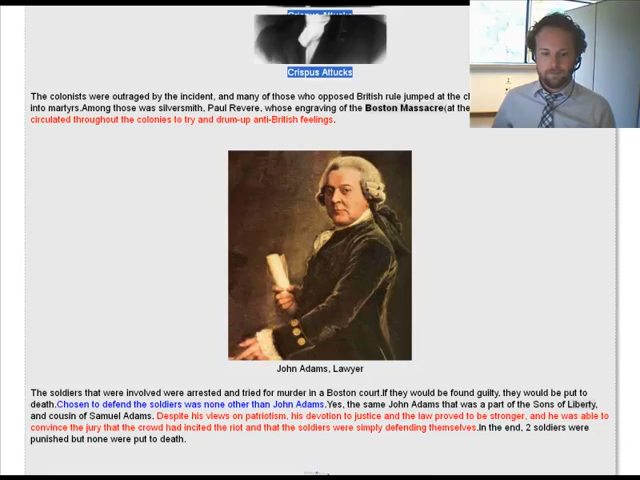 Crispus Attucks
Crispus Attucks
The colonists were outraged by the incident, and many of those who opposed British rule jumped at the
into martyrs.Among those was silversmith, Paul Revere, whose engraving of the Boston Massacre(at the
circulated throughout the colonies to try and drum-up anti-British feelings.
John Adams, Lawyer
The soldiers that were involved were arrested and tried for murder in a Boston court.If they would be found guilty, they would be put to
death.Chosen to defend the soldiers was none other than John Adams.Yes, the same John Adams that was a part of the Sons of Liberty,
and cousin of Samuel Adams. Despite his views on patriotism, his devotion to justice and the law proved to be stronger, and he was able to
convince the jury that the crowd had incited the riot and that the soldiers were simply defending themselves.In the end, 2 soldiers were
punished but none were put to death.